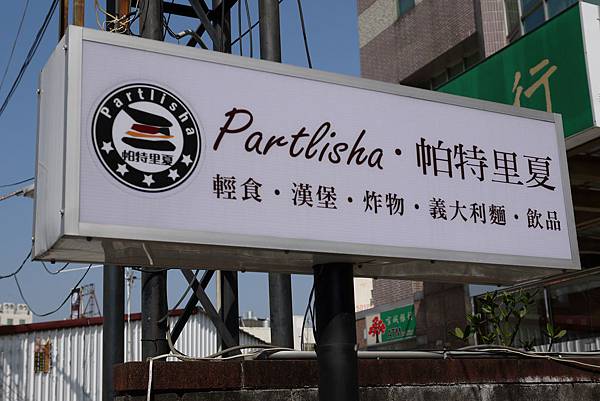 Partlisha
帕特里夏
Partlisha · 帕特里夏
輕食 · 漢堡 · 炸物 · 義大利麵 · 飲品
行